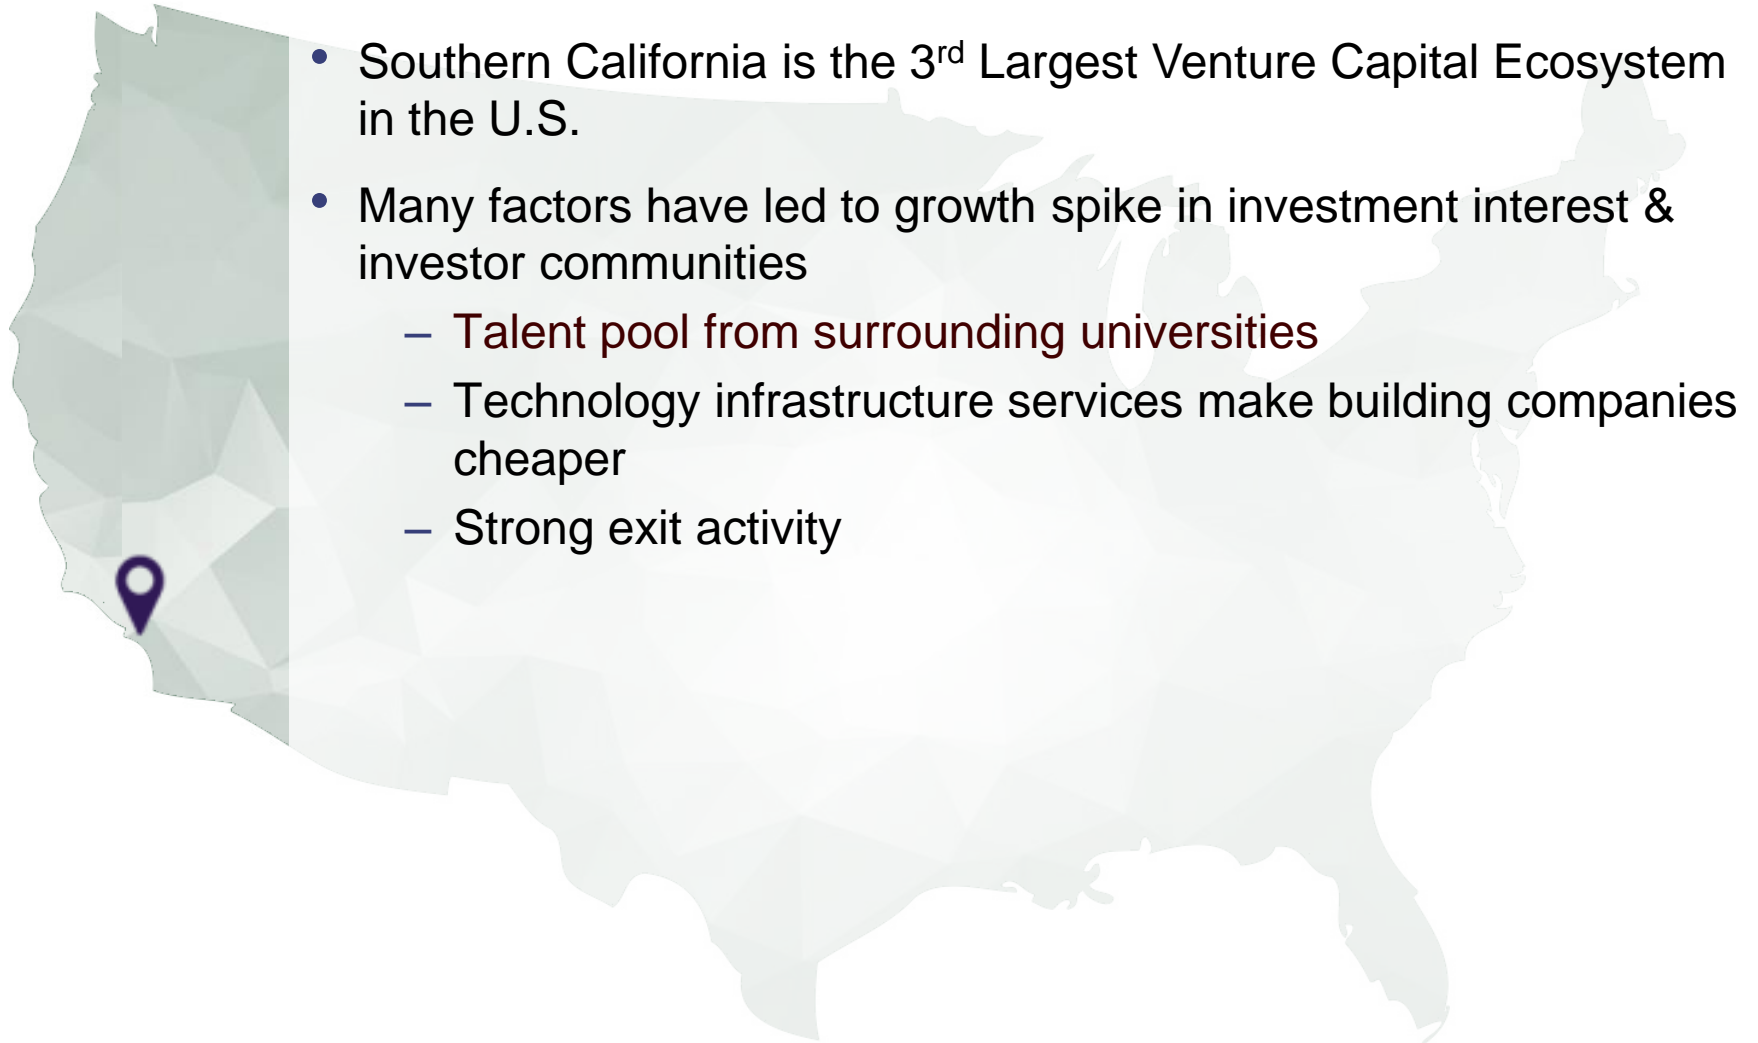 • Southern California is the 3rd Largest Venture Capital Ecosystem
in the U.S.
• Many factors have led to growth spike in investment interest &
investor communities
– Talent pool from surrounding universities
– Technology infrastructure services make building companies
cheaper
– Strong exit activity